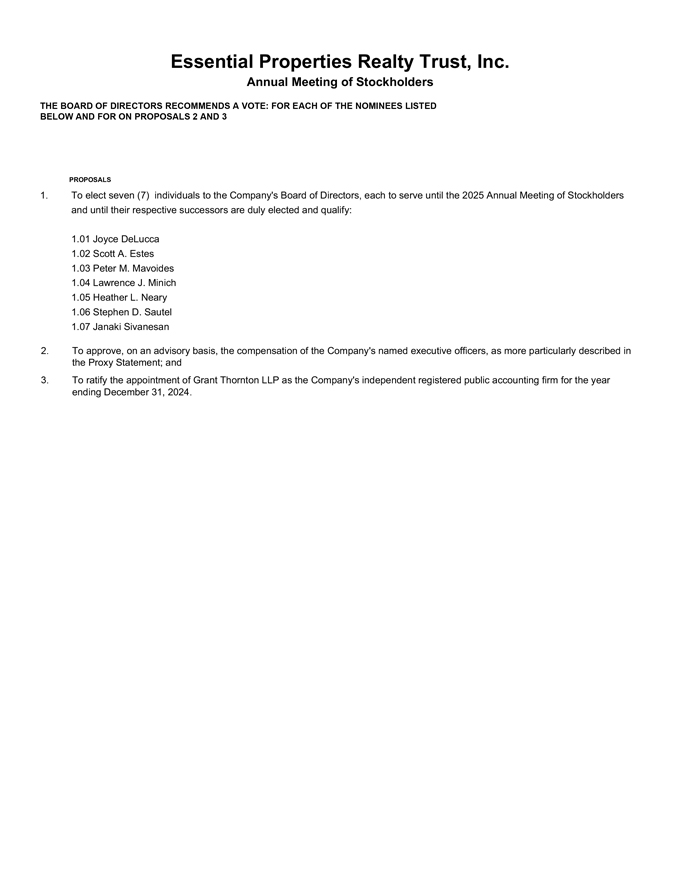 Essential Properties Realty Trust, Inc.
Annual Meeting of Stockholders
THE BOARD OF DIRECTORS RECOMMENDS A VOTE: FOR EACH OF THE NOMINEES LISTED
BELOW AND FOR ON PROPOSALS 2 AND 3
PROPOSALS
1. To elect seven (7) individuals to the Company's Board of Directors, each to serve until the 2025 Annual Meeting of Stockholders
and until their respective successors are duly elected and qualify:
1.01 Joyce DeLucca
1.02 Scott A. Estes
1.03 Peter M. Mavoides
1.04 Lawrence J. Minich
1.05 Heather L. Neary
1.06 Stephen D. Sautel
1.07 Janaki Sivanesan
2. To approve, on an advisory basis, the compensation of the Company's named executive officers, as more particularly described in
the Proxy Statement; and
3. To ratify the appointment of Grant Thornton LLP as the Company's independent registered public accounting firm for the year
ending December 31, 2024.